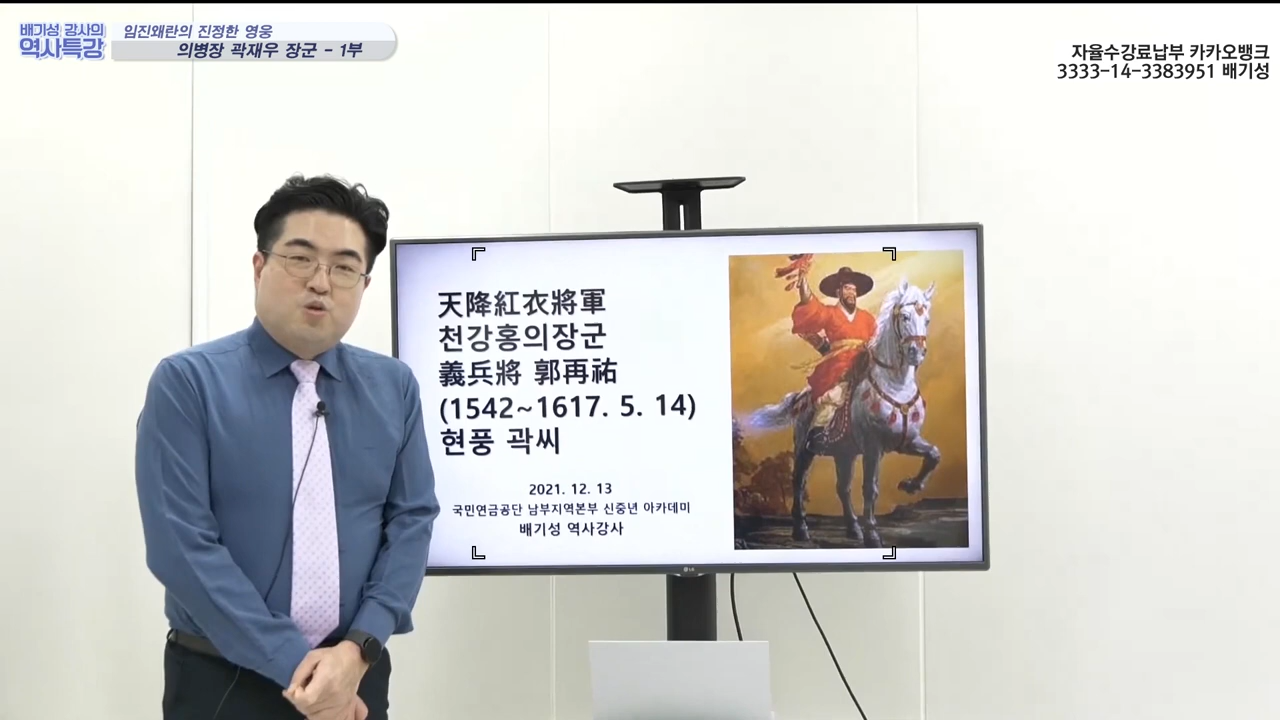 배기성 강사의
역사특강
임진왜란의 진정한 영웅
의병장 곽재우 장군 - 1부
자율수강료납부 카카오뱅크
3333-14-3383951 배기성
天降紅衣將軍
천강홍의장군
義兵將 郭再祐
(1542~1617. 5. 14)
현풍 곽씨
2021. 12. 13
국민연금공단 남부지역본부 신중년 아카데미
배기성 역사강사
LG